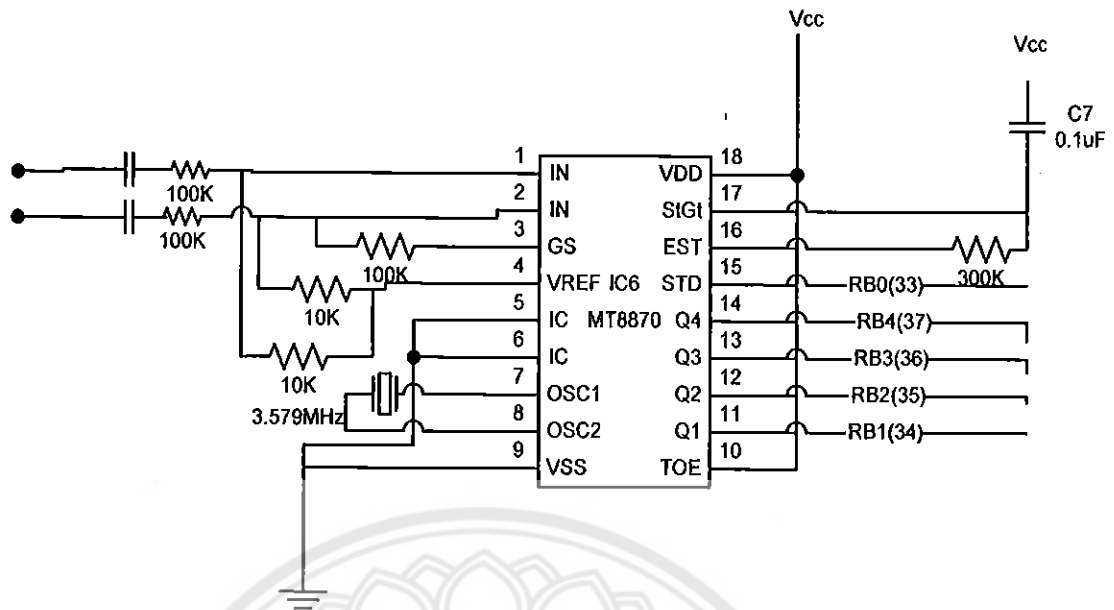 Vcc
Vcc
C7
0.1uF
100K
100K
100K
10K
10K
3.579MHz
1 IN VDD 18
2 IN StGt 17
3 GS EST 16
4 VREF IC6 STD 15
5 IC MT8870 Q4 14
6 IC Q3 13
7 OSC1 Q2 12
8 OSC2 Q1 11
9 VSS TOE 10
300K
RB0(33)
RB4(37)
RB3(36)
RB2(35)
RB1(34)